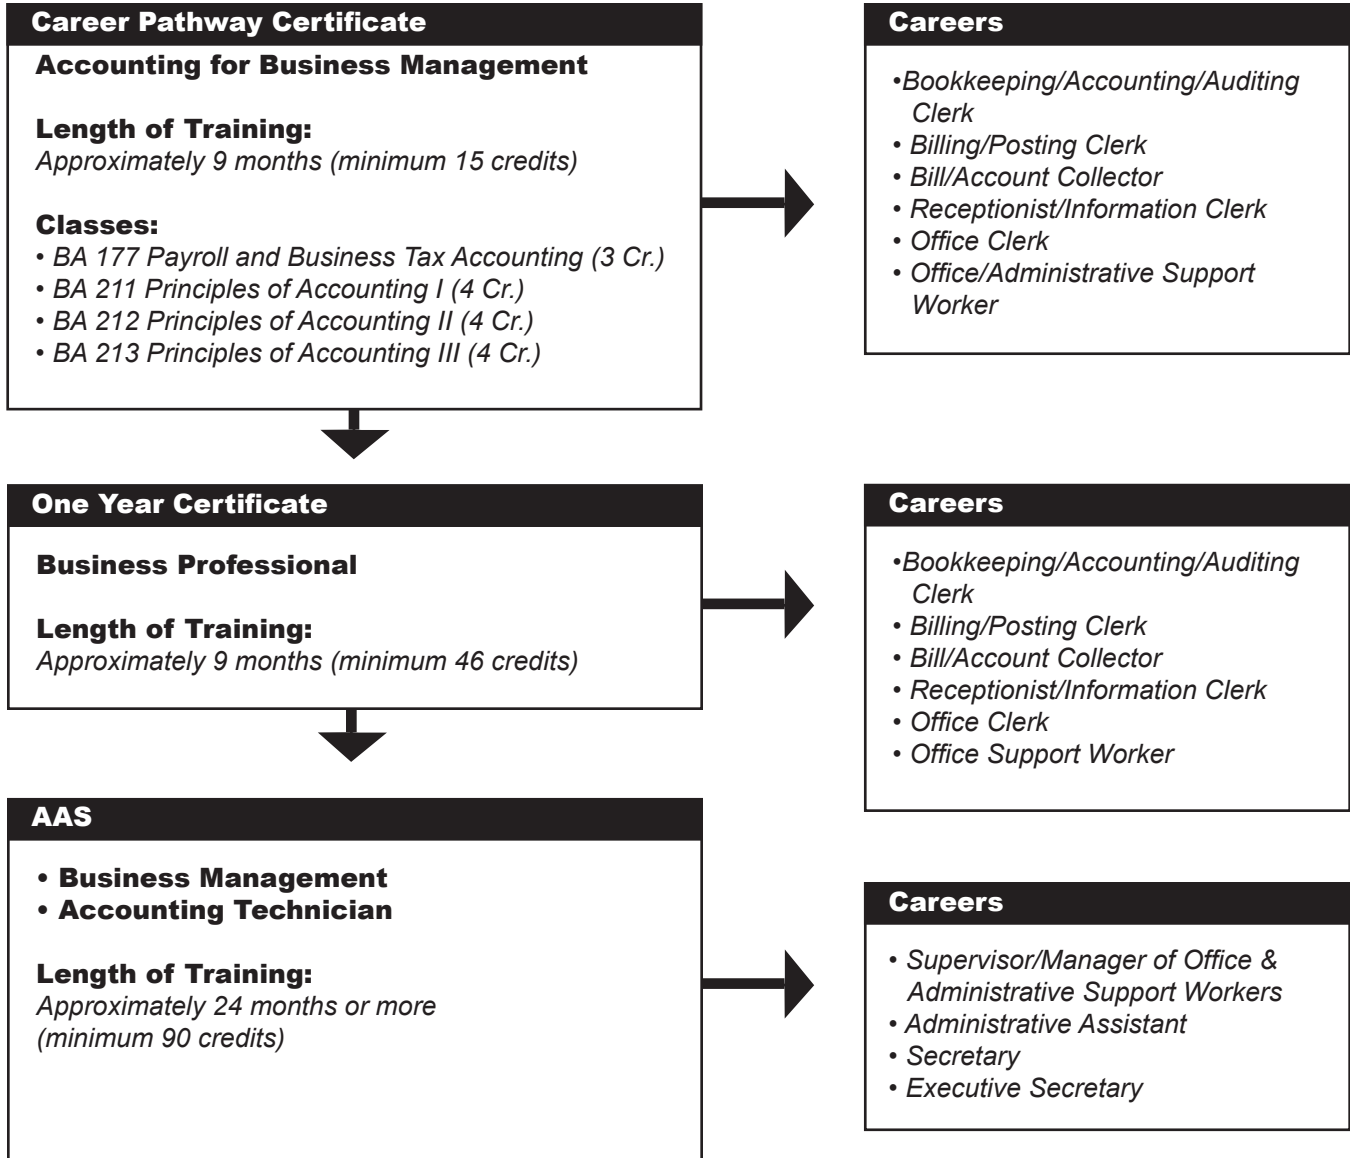 Career Pathway Certificate
Accounting for Business Management
Length of Training:
Approximately 9 months (minimum 15 credits)
Classes:
• BA 177 Payroll and Business Tax Accounting (3 Cr.)
• BA 211 Principles of Accounting I (4 Cr.)
• BA 212 Principles of Accounting II (4 Cr.)
• BA 213 Principles of Accounting III (4 Cr.)
Careers
•Bookkeeping/Accounting/Auditing
Clerk
• Billing/Posting Clerk
• Bill/Account Collector
• Receptionist/Information Clerk
• Office Clerk
• Office/Administrative Support
Worker
One Year Certificate
Business Professional
Length of Training:
Approximately 9 months (minimum 46 credits)
Careers
•Bookkeeping/Accounting/Auditing
Clerk
• Billing/Posting Clerk
• Bill/Account Collector
• Receptionist/Information Clerk
• Office Clerk
• Office Support Worker
AAS
• Business Management
• Accounting Technician
Length of Training:
Approximately 24 months or more
(minimum 90 credits)
Careers
• Supervisor/Manager of Office &
Administrative Support Workers
• Administrative Assistant
• Secretary
• Executive Secretary